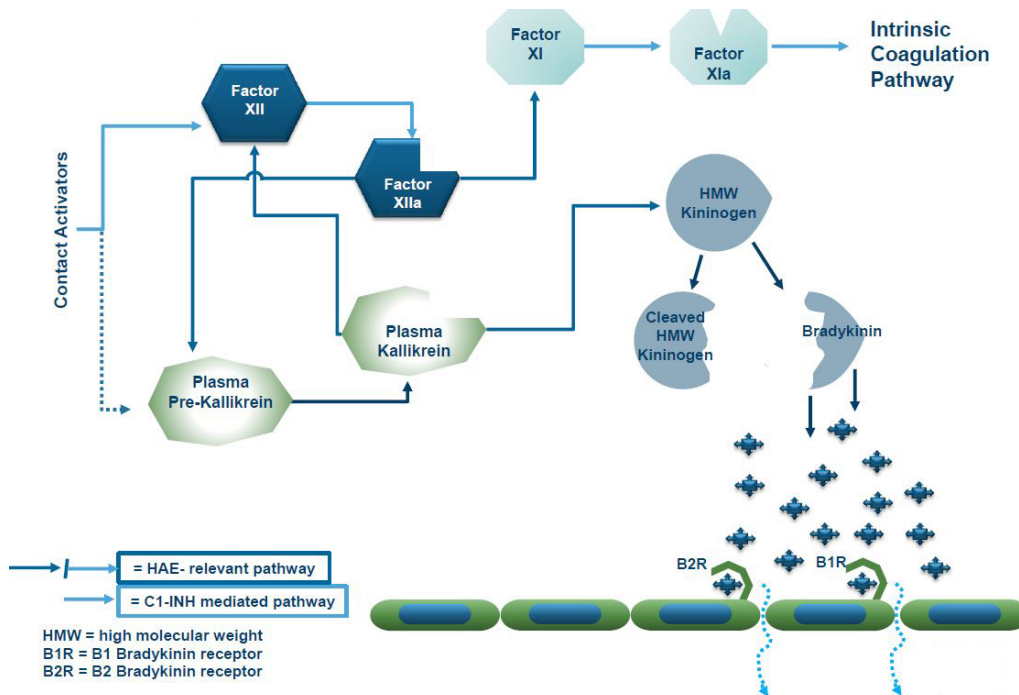 Factor
XI
Factor
XIa
Intrinsic
Coagulation
Pathway
Factor
XII
Factor
XIIa
Contact Activators
HMW
Kininogen
Plasma
Kallikrein
Cleaved
HMW
Kininogen
Bradykinin
Plasma
Pre-Kallikrein
B2R
B1R
= HAE- relevant pathway
= C1-INH mediated pathway
HMW = high molecular weight
B1R = B1 Bradykinin receptor
B2R = B2 Bradykinin receptor